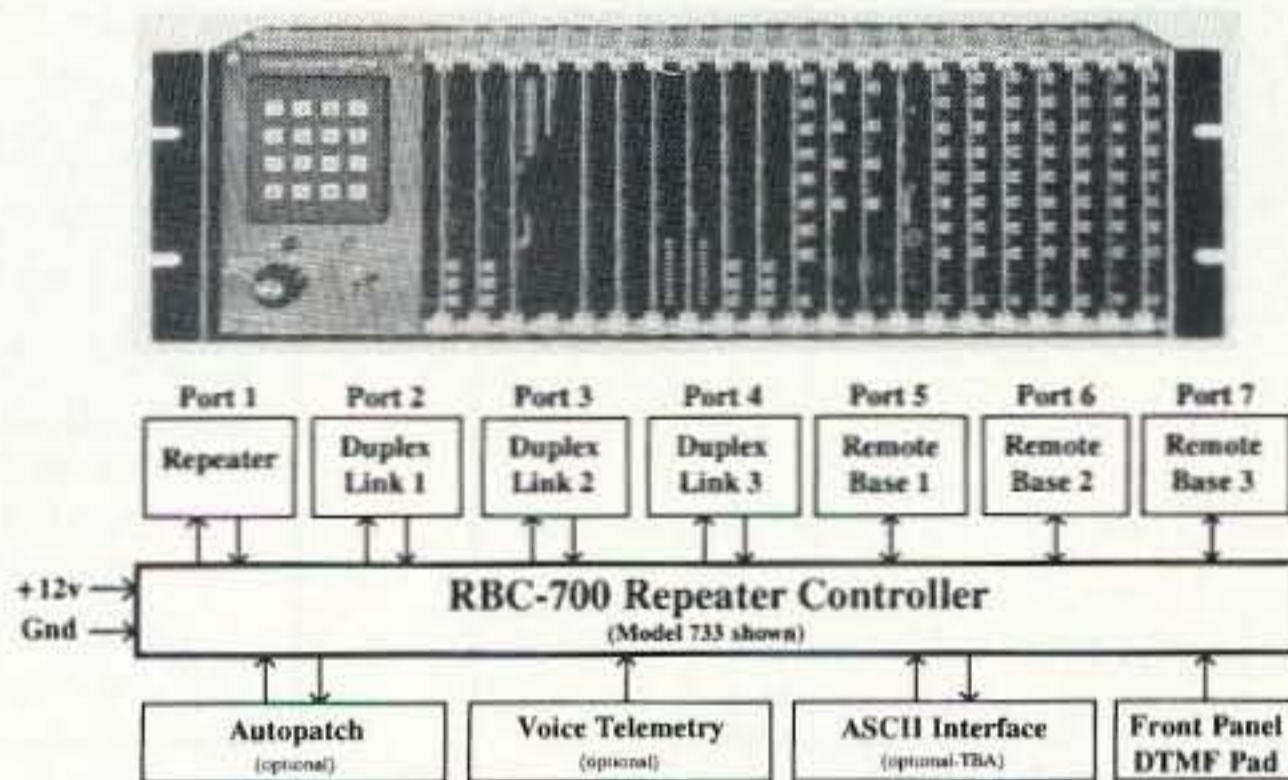 Port 1 Port 2 Port 3 Port 4 Port 5 Port 6 Port 7
Repeater
Duplex
Link 1
Duplex
Link 2
Duplex
Link 3
Remote
Base 1
Remote
Base 2
Remote
Base 3
+12v
Gnd
RBC-700 Repeater Controller
(Model 733 shown)
Autopatch
(optional)
Voice Telemetry
(optional)
ASCII Interface
(optional-TBA)
Front Panel
DTMF Pad